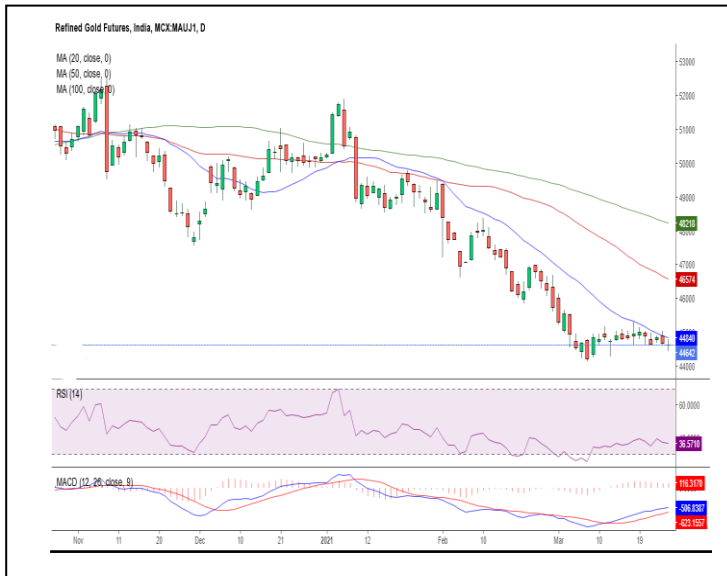 Refined Gold Futures, India, MCX:MAUJ1, D
MA (20, close, 0)
MA (50, close, 0)
MA (100, close, 0)
53000
52000
51000
50000
49000
48218
48000
46574
46000
44840
44642
44000
RSI (14)
60.0000
36.5710
MACD (12, 26, close, 9)
116.3170
-506.8387
-623.1557
Nov 11 19 Dec 10 21 2021 12 Feb 10 Mar 10 19